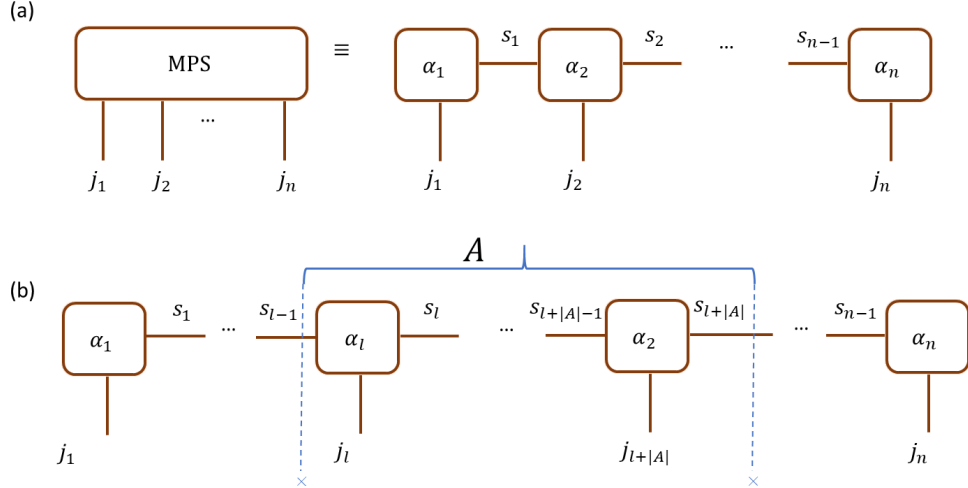 (a)
MPS ≡ α₁ s₁ α₂ s₂ ... sₙ₋₁ αₙ
...
j₁ j₂ jₙ j₁ j₂ jₙ
A
(b)
s₁ ... sₗ₋₁ sₗ ... sₗ₊|A|₋₁ sₗ₊|A| ... sₙ₋₁
α₁ αₗ α₂ αₙ
j₁ jₗ jₗ₊|A| jₙ